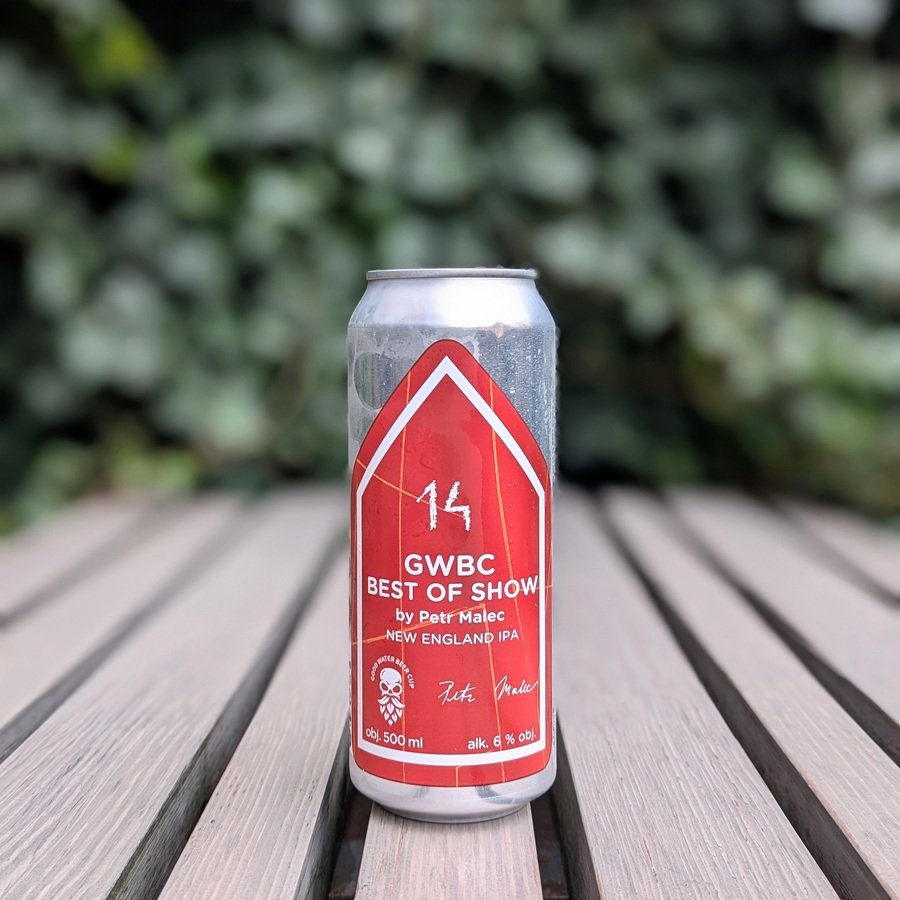 14
GWBC
BEST OF SHOW
by Petr Malec
NEW ENGLAND IPA
GOOD WATER BEER CUP
Petr Malec
obj. 500 ml
alk. 6 % obj.